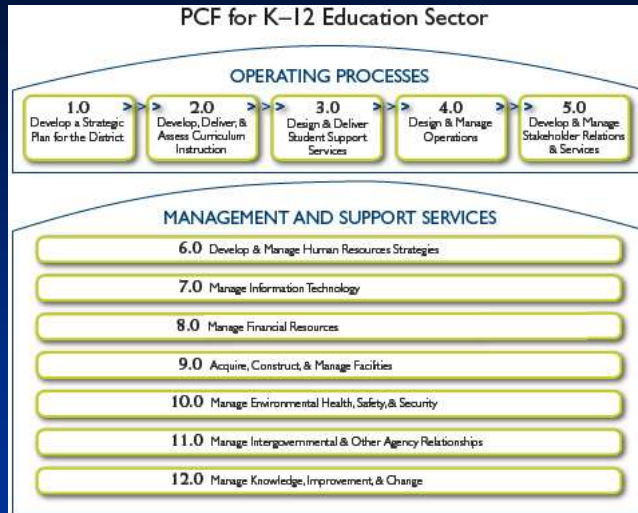 PCF for K–12 Education Sector
OPERATING PROCESSES
1.0 >>>
Develop a Strategic
Plan for the District
2.0 >>>
Develop, Deliver, &
Assess Curriculum
Instruction
3.0 >>>
Design & Deliver
Student Support
Services
4.0 >>>
Design & Manage
Operations
5.0
Develop & Manage
Stakeholder Relations
& Services
MANAGEMENT AND SUPPORT SERVICES
6.0 Develop & Manage Human Resources Strategies
7.0 Manage Information Technology
8.0 Manage Financial Resources
9.0 Acquire, Construct, & Manage Facilities
10.0 Manage Environmental Health, Safety, & Security
11.0 Manage Intergovernmental & Other Agency Relationships
12.0 Manage Knowledge, Improvement, & Change